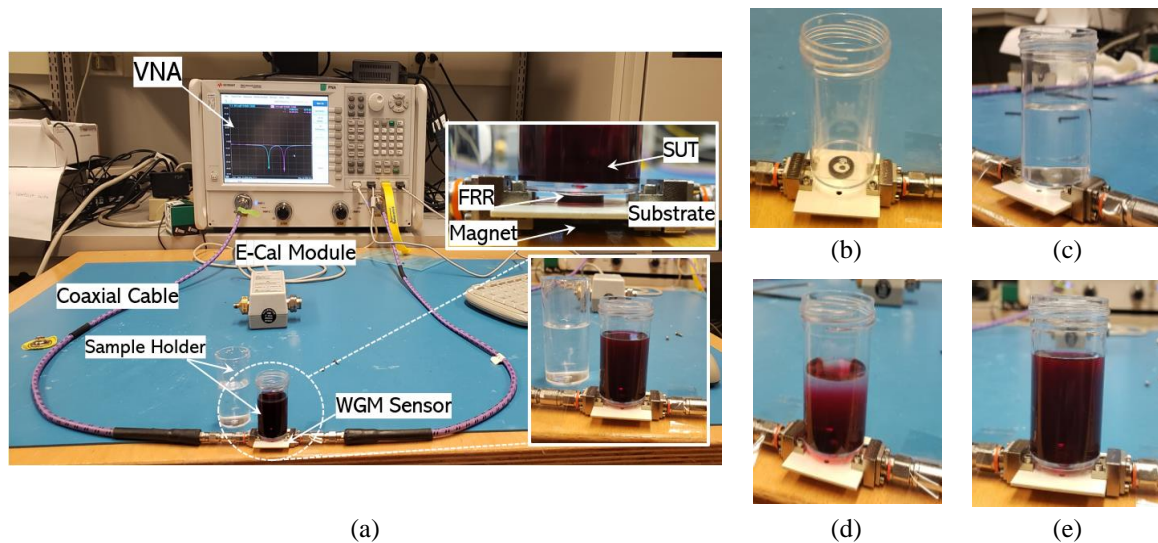 VNA
SUT
FRR
Substrate
Magnet
E-Cal Module
Coaxial Cable
Sample Holder
WGM Sensor
(a)
(b)
(c)
(d)
(e)